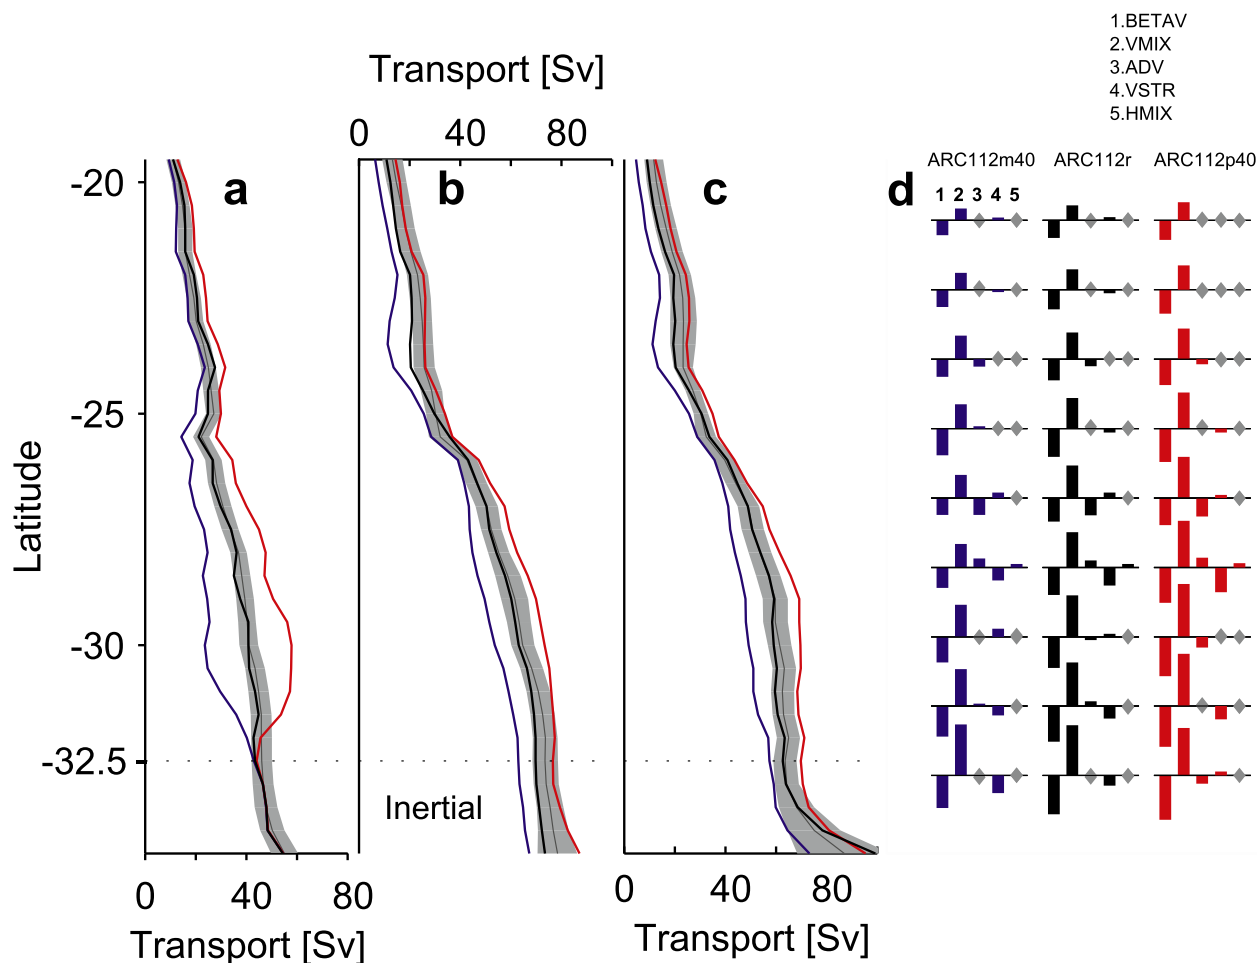 1.BETAV
2.VMIX
3.ADV
4.VSTR
5.HMIX
Transport [Sv]
0 40 80
ARC112m40 ARC112r ARC112p40
a b c d
1 2 3 4 5
-20
-25
-30
-32.5
Latitude
Inertial
0 40 80
0 40 80
Transport [Sv]
Transport [Sv]